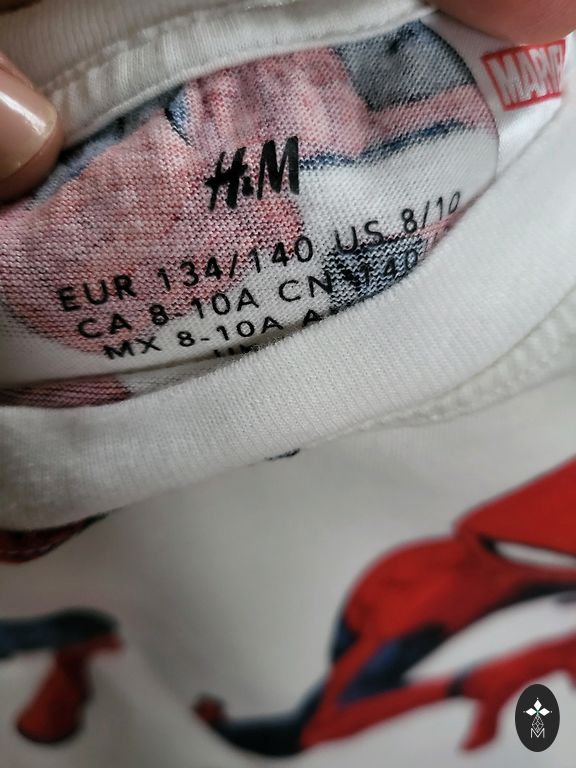 MARVEL
H&M
EUR 134/140 US 8/10
CA 8-10A CN 140
MX 8-10A